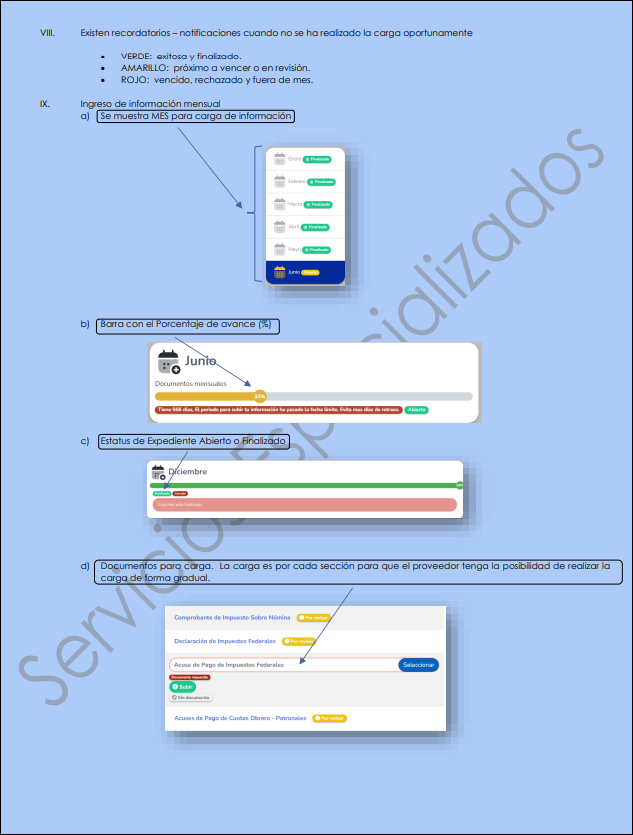 VIII. Existen recordatorios – notificaciones cuando no se ha realizado la carga oportunamente
• VERDE: exitosa y finalizado.
• AMARILLO: próximo a vencer o en revisión.
• ROJO: vencido, rechazado y fuera de mes.
IX. Ingreso de información mensual
a) Se muestra MES para carga de información
Enero Finalizado
Febrero Finalizado
Marzo Finalizado
Abril Finalizado
Mayo Finalizado
Junio Abierto
b) Barra con el Porcentaje de avance (%)
Junio
Documentos mensuales
33%
Tiene 566 días, El periodo para subir tu información ha pasado la fecha límite. Evita mas días de retraso. Abierto
c) Estatus de Expediente Abierto o Finalizado
Diciembre
Finalizado Cerrado
Este mes esta finalizado
d) Documentos para carga. La carga es por cada sección para que el proveedor tenga la posibilidad de realizar la
carga de forma gradual.
Comprobante de Impuesto Sobre Nómina Por revisar
Declaración de Impuestos Federales Por revisar
Acuse de Pago de Impuestos Federales Seleccionar
Documento requerido
Subir
Sin documento
Acuses de Pago de Cuotas Obrero - Patronales Por revisar
Servicios Especializados